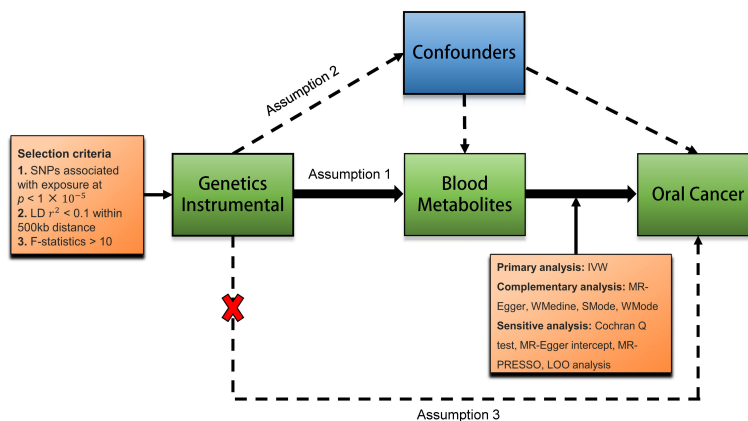 Confounders
Assumption 2
Selection criteria
1. SNPs associated
with exposure at
p < 1 × 10⁻⁵
2. LD r² < 0.1 within
500kb distance
3. F-statistics > 10
Genetics
Instrumental
Assumption 1
Blood
Metabolites
Oral Cancer
Primary analysis: IVW
Complementary analysis: MR-
Egger, WMedine, SMode, WMode
Sensitive analysis: Cochran Q
test, MR-Egger intercept, MR-
PRESSO, LOO analysis
Assumption 3